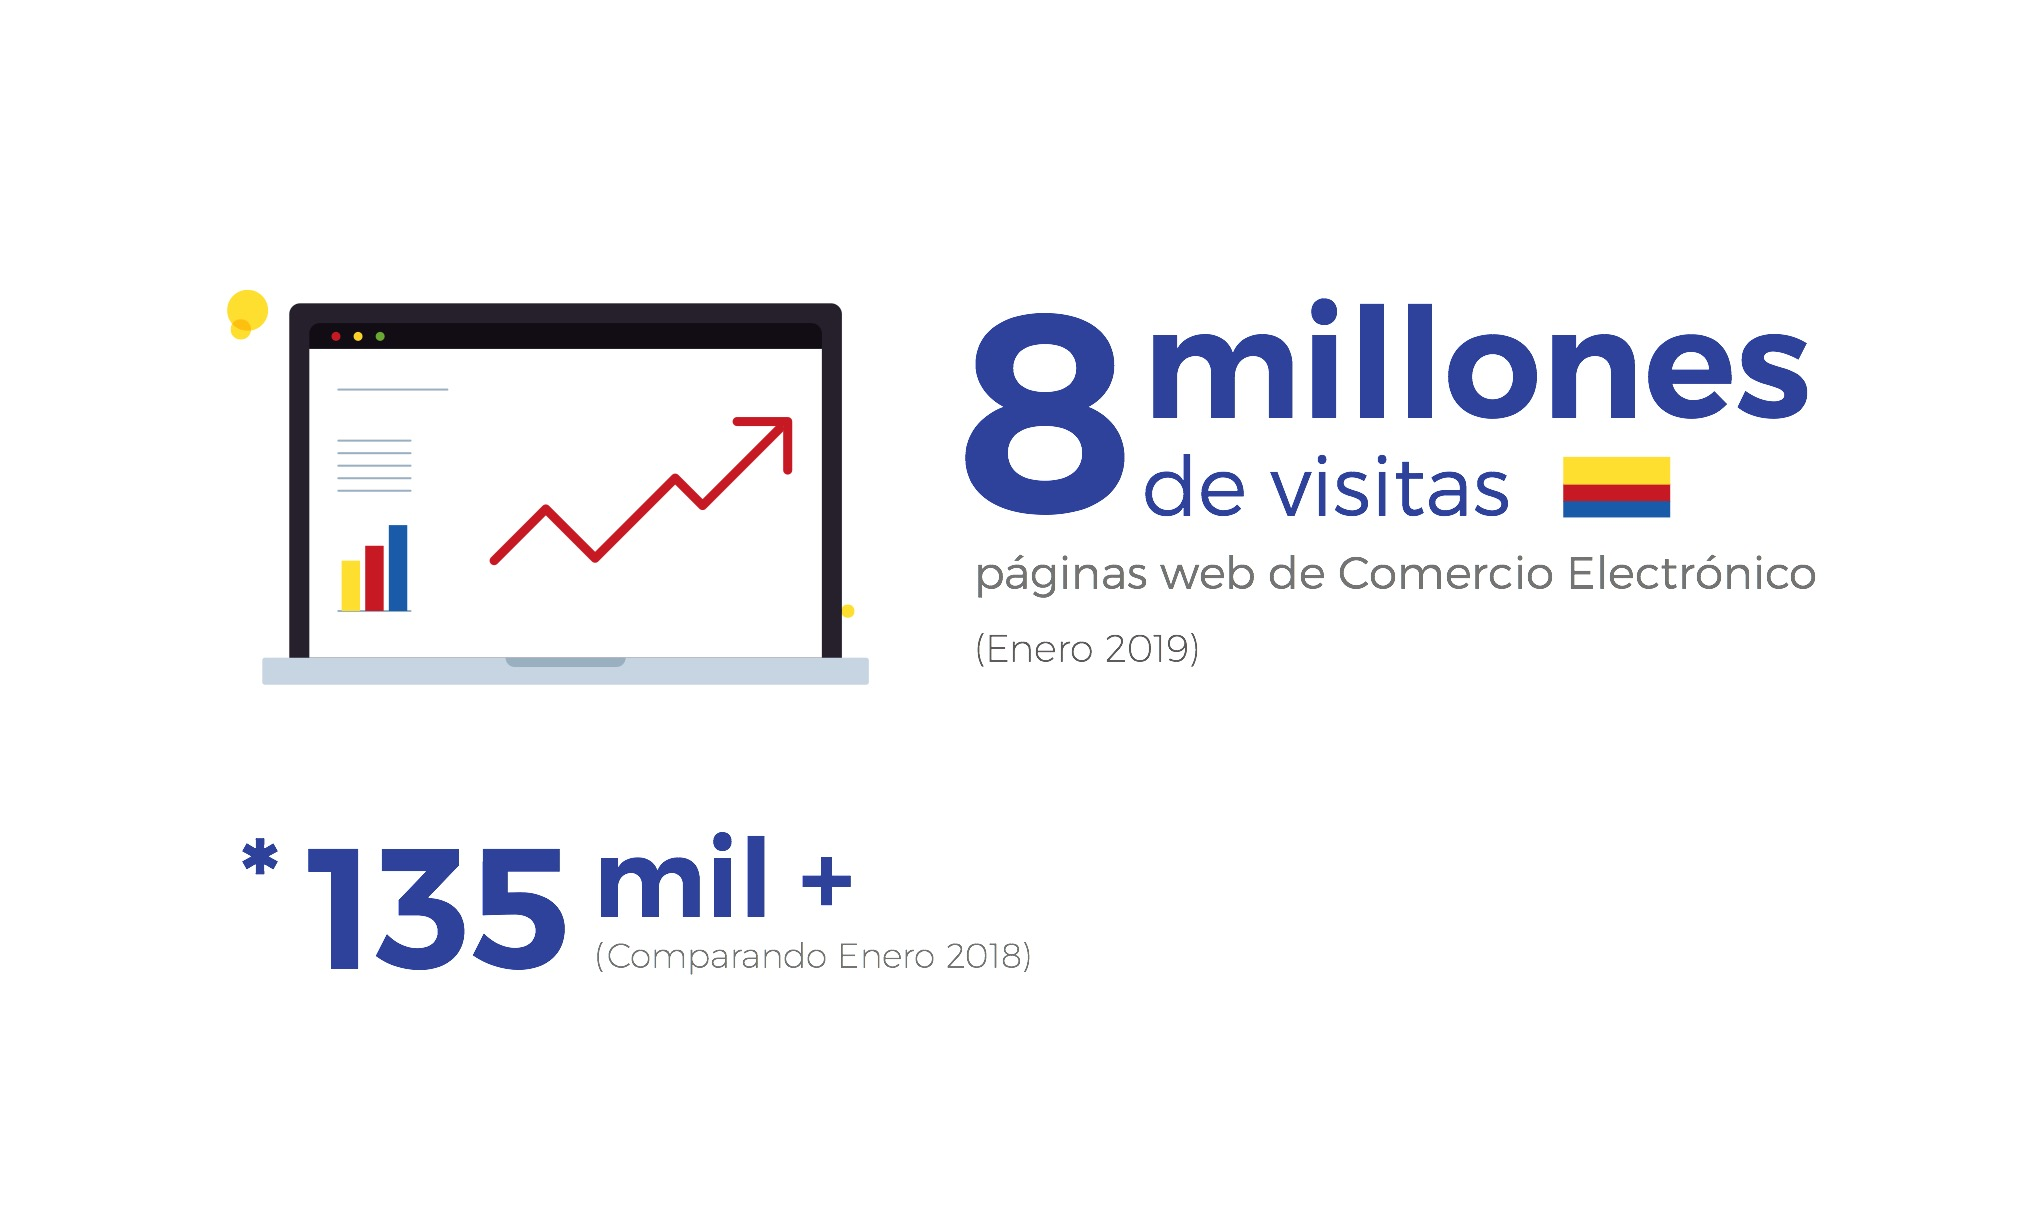 8 millones
de visitas
páginas web de Comercio Electrónico
(Enero 2019)
* 135 mil +
(Comparando Enero 2018)